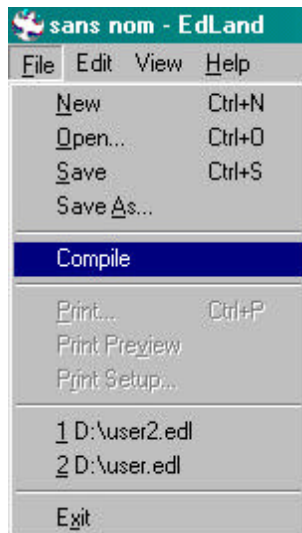 sans nom - EdLand
File Edit View Help
New Ctrl+N
Open... Ctrl+O
Save Ctrl+S
Save As...
Compile
Print... Ctrl+P
Print Preview
Print Setup...
1 D:\user2.edl
2 D:\user.edl
Exit